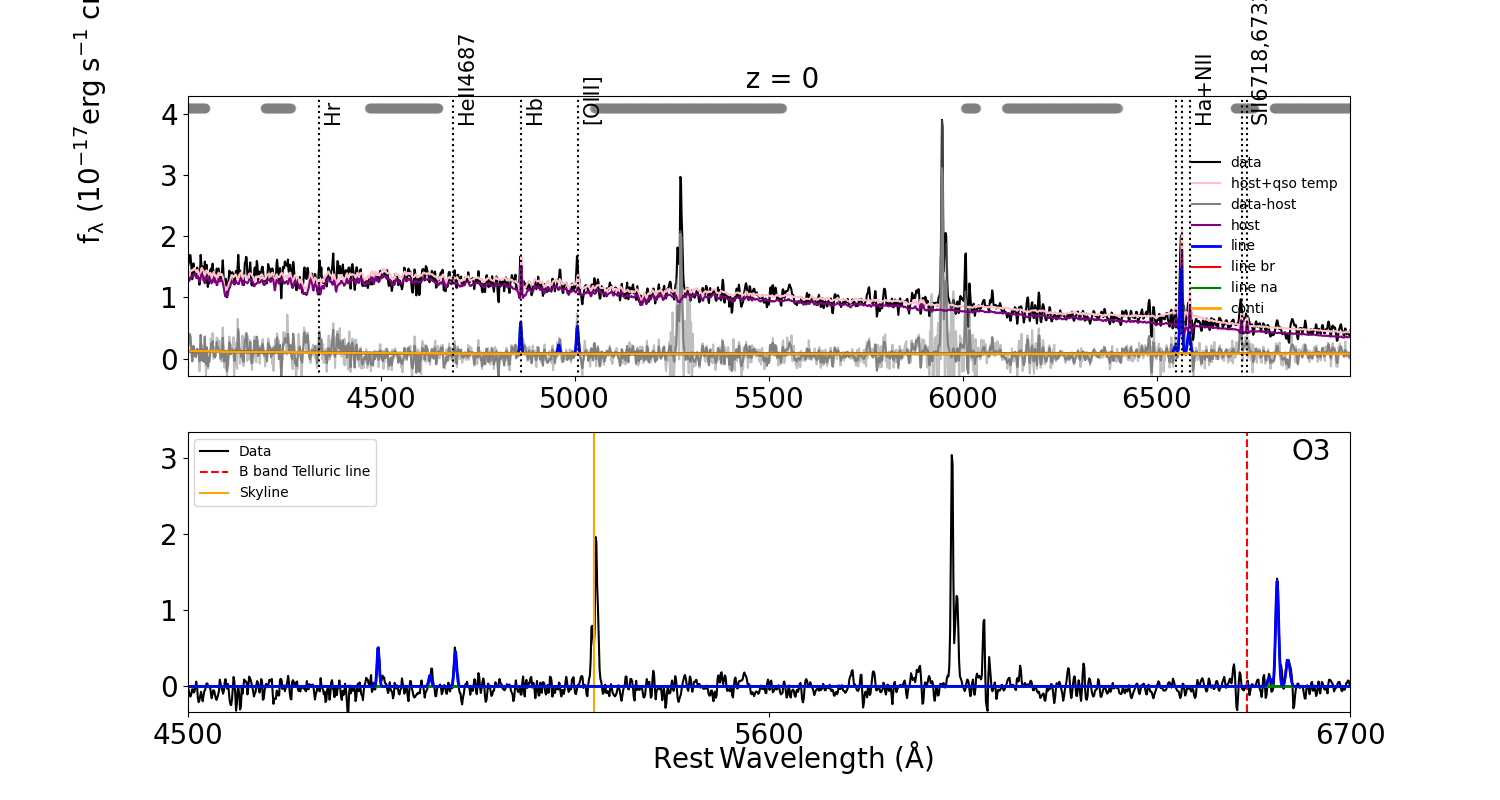 z = 0
fλ (10−17erg s−1 c
Hr
HeII4687
Hb
[OIII]
Ha+NII
SII6718,673
4
3
2
1
0
data
host+qso temp
data-host
host
line
line br
line na
conti
4500 5000 5500 6000 6500
Data
B band Telluric line
Skyline
O3
3
2
1
0
4500 5600 6700
Rest Wavelength (Å)